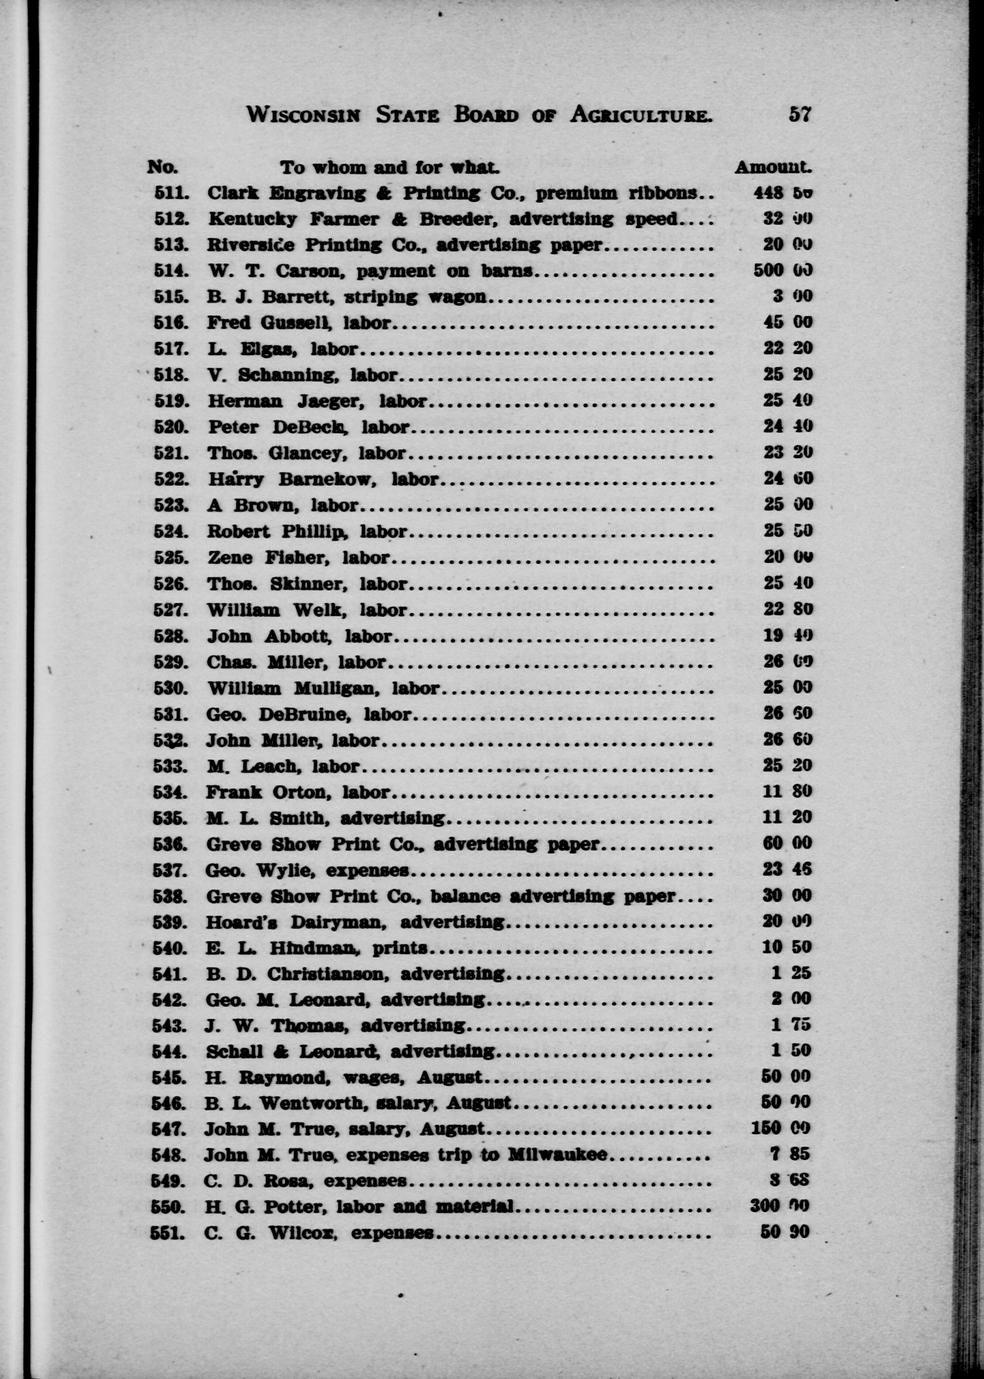 WISCONSIN STATE BOARD OF AGRICULTURE. 57
No. To whom and for what. Amount.
511. Clark Engraving & Printing Co., premium ribbons.. 448 50
512. Kentucky Farmer & Breeder, advertising speed.... 32 00
513. Riverside Printing Co., advertising paper............ 20 00
514. W. T. Carson, payment on barns................... 500 00
515. B. J. Barrett, striping wagon........................ 3 00
516. Fred Gussell, labor.................................. 45 00
517. L. Elgas, labor...................................... 22 20
518. V. Schanning, labor................................. 25 20
519. Herman Jaeger, labor.............................. 25 40
520. Peter DeBeck, labor................................ 24 40
521. Thos. Glancey, labor................................ 23 20
522. Harry Barnekow, labor............................. 24 60
523. A Brown, labor..................................... 25 00
524. Robert Phillip, labor................................ 25 50
525. Zene Fisher, labor.................................. 20 00
526. Thos. Skinner, labor................................ 25 40
527. William Welk, labor................................ 22 80
528. John Abbott, labor.................................. 19 40
529. Chas. Miller, labor.................................. 26 00
530. William Mulligan, labor............................. 25 00
531. Geo. DeBruine, labor................................ 26 60
532. John Miller, labor................................... 26 60
533. M. Leach, labor..................................... 25 20
534. Frank Orton, labor.................................. 11 80
535. M. L. Smith, advertising............................ 11 20
536. Greve Show Print Co., advertising paper............ 60 00
537. Geo. Wylie, expenses................................ 23 46
538. Greve Show Print Co., balance advertising paper.... 30 00
539. Hoard's Dairyman, advertising...................... 20 00
540. E. L. Hindman, prints.............................. 10 50
541. B. D. Christianson, advertising...................... 1 25
542. Geo. M. Leonard, advertising........................ 2 00
543. J. W. Thomas, advertising.......................... 1 75
544. Schall & Leonard, advertising....................... 1 50
545. H. Raymond, wages, August........................ 50 00
546. B. L. Wentworth, salary, August..................... 50 00
547. John M. True, salary, August........................ 150 00
548. John M. True, expenses trip to Milwaukee........... 7 85
549. C. D. Rosa, expenses................................ 8 68
550. H. G. Potter, labor and material..................... 300 00
551. C. G. Wilcox, expenses............................. 50 90